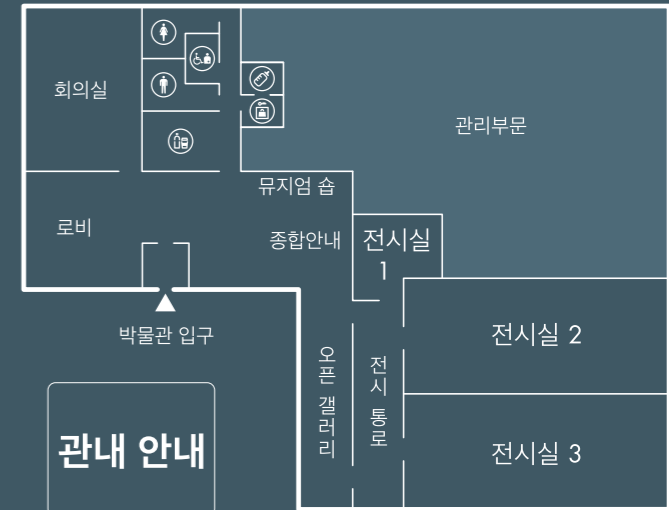 회의실
관리부문
뮤지엄 숍
로비
종합안내
전시실
1
박물관 입구
전시실 2
오픈 갤러리
전시 통로
관내 안내
전시실 3